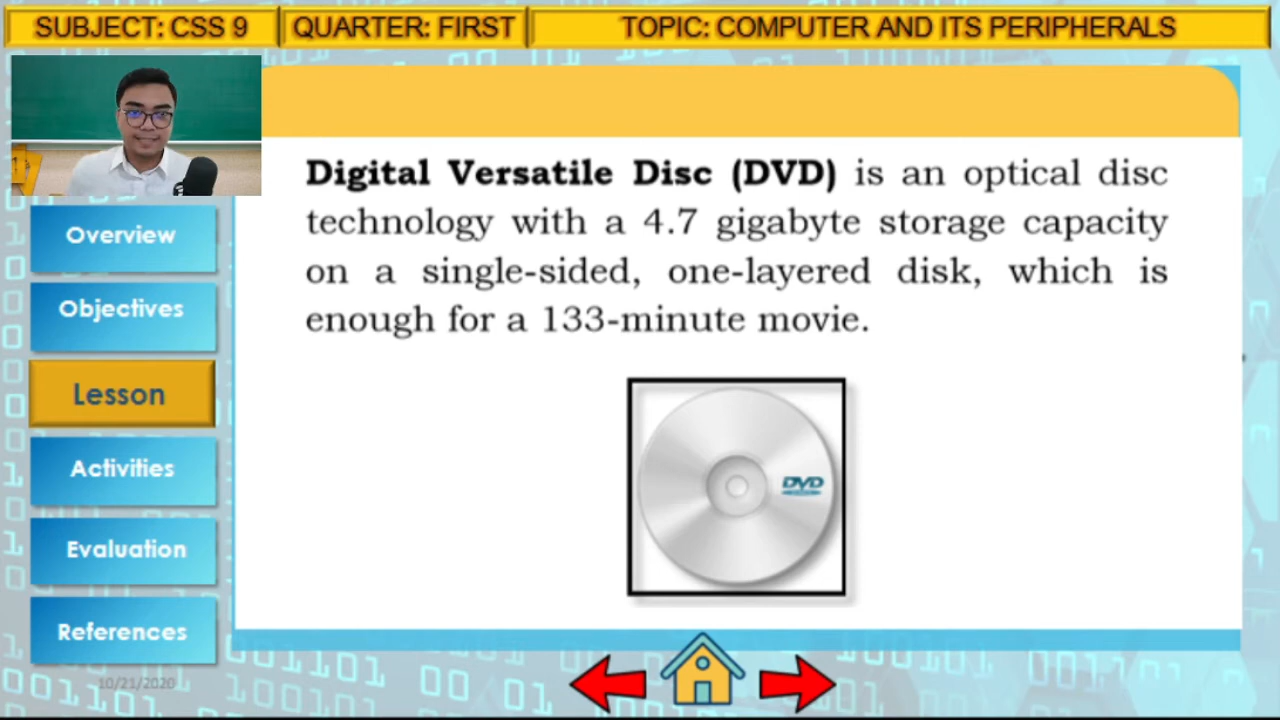 SUBJECT: CSS 9
QUARTER: FIRST
TOPIC: COMPUTER AND ITS PERIPHERALS
Digital Versatile Disc (DVD) is an optical disc
technology with a 4.7 gigabyte storage capacity
on a single-sided, one-layered disk, which is
enough for a 133-minute movie.
DVD
Overview
Objectives
Lesson
Activities
Evaluation
References
10/21/2020